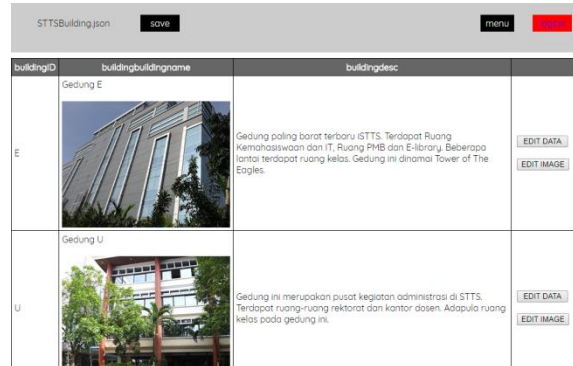 STTSBuilding.json save menu
buildingID buildingbuildingname buildingdesc
Gedung E
E
Gedung paling barat terbaru iSTTS. Terdapat Ruang
Kemahasiswaan dan IT, Ruang PMB dan E-library. Beberapa
lantai terdapat ruang kelas. Gedung ini dinamai Tower of The
Eagles.
EDIT DATA
EDIT IMAGE
Gedung U
U
Gedung ini merupakan pusat kegiatan administrasi di STTS.
Terdapat ruang-ruang rektorat dan kantor dosen. Adapula ruang
kelas pada gedung ini.
EDIT DATA
EDIT IMAGE